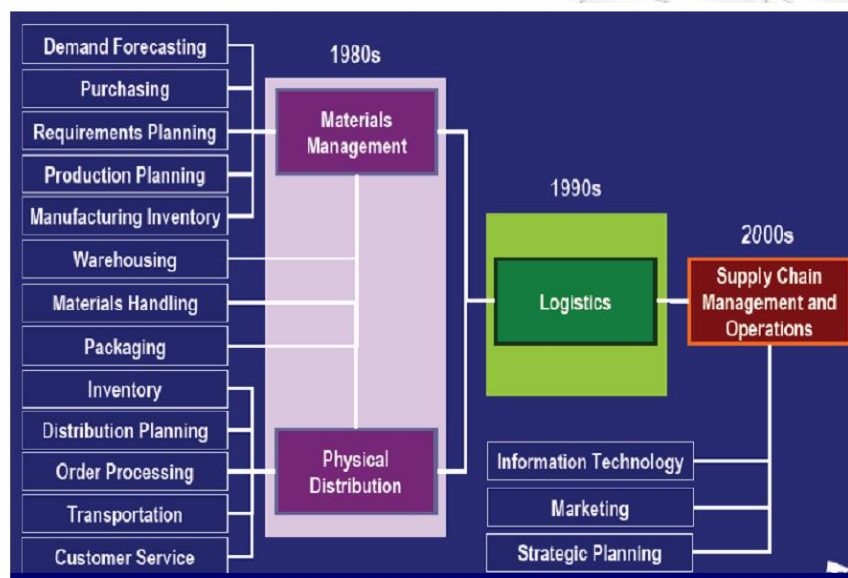 Demand Forecasting
Purchasing
Requirements Planning
Production Planning
Manufacturing Inventory
Warehousing
Materials Handling
Packaging
Inventory
Distribution Planning
Order Processing
Transportation
Customer Service
1980s
Materials
Management
Physical
Distribution
1990s
Logistics
2000s
Supply Chain
Management and
Operations
Information Technology
Marketing
Strategic Planning